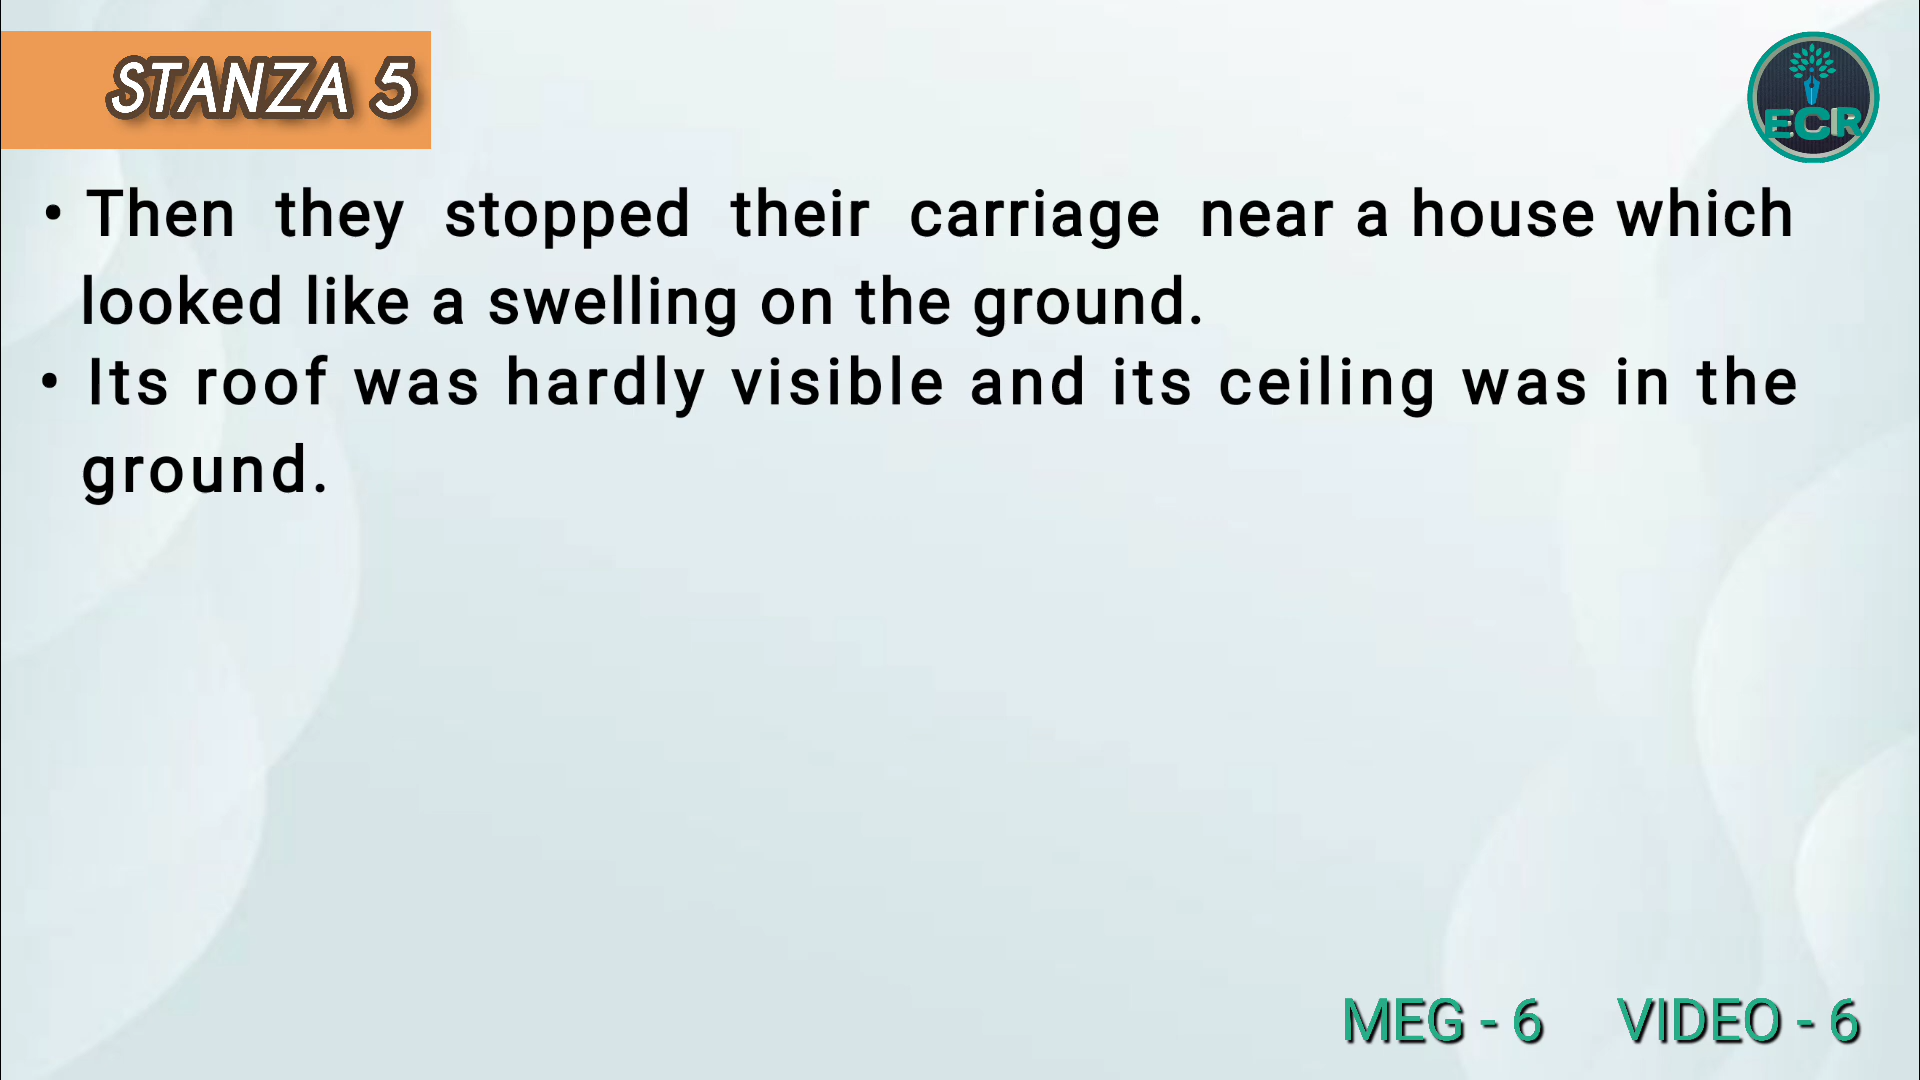 STANZA 5
ECR
• Then they stopped their carriage near a house which
looked like a swelling on the ground.
• Its roof was hardly visible and its ceiling was in the
ground.
MEG - 6 VIDEO - 6